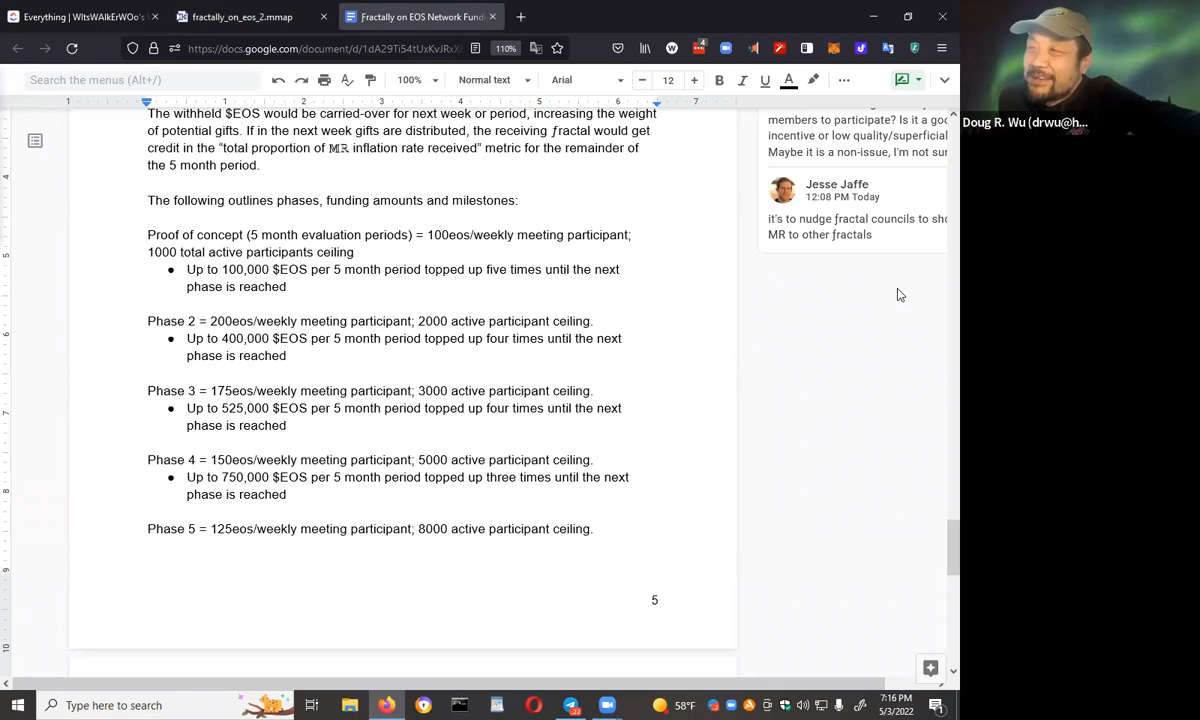 Everything | WItsWAlkErWOo's
fractally_on_eos_2.mmap
Ƒractally on EOS Network Fundi
https://docs.google.com/document/d/1dA29Ti54tUxKvJRxX
110%
Search the menus (Alt+/)
100%
Normal text
Arial
12
B I U A
1 1 2 3 4 5 6 7
The withheld $EOS would be carried-over for next week or period, increasing the weight
of potential gifts. If in the next week gifts are distributed, the receiving ƒractal would get
credit in the “total proportion of 𝕄ℝ inflation rate received” metric for the remainder of
the 5 month period.
The following outlines phases, funding amounts and milestones:
Proof of concept (5 month evaluation periods) = 100eos/weekly meeting participant;
1000 total active participants ceiling
● Up to 100,000 $EOS per 5 month period topped up five times until the next
phase is reached
Phase 2 = 200eos/weekly meeting participant; 2000 active participant ceiling.
● Up to 400,000 $EOS per 5 month period topped up four times until the next
phase is reached
Phase 3 = 175eos/weekly meeting participant; 3000 active participant ceiling.
● Up to 525,000 $EOS per 5 month period topped up four times until the next
phase is reached
Phase 4 = 150eos/weekly meeting participant; 5000 active participant ceiling.
● Up to 750,000 $EOS per 5 month period topped up three times until the next
phase is reached
Phase 5 = 125eos/weekly meeting participant; 8000 active participant ceiling.
5
members to participate? Is it a goo
incentive or low quality/superficial
Maybe it is a non-issue, I'm not sur
Jesse Jaffe
12:08 PM Today
it's to nudge ƒractal councils to sho
MR to other ƒractals
Doug R. Wu (drwu@h...
Type here to search
58°F
7:16 PM
5/3/2022